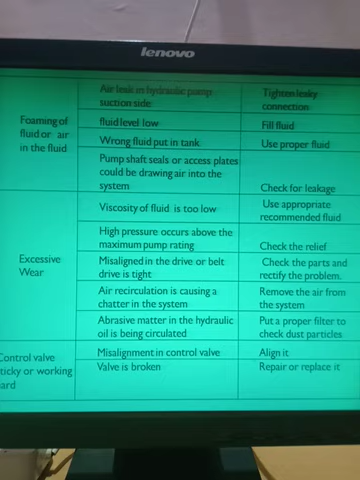 lenovo
Air leak in hydraulic pump
suction side
Tighten leaky
connection
Foaming of
fluid or air
in the fluid
fluid level low
Fill fluid
Wrong fluid put in tank
Use proper fluid
Pump shaft seals or access plates
could be drawing air into the
system
Check for leakage
Excessive
Wear
Viscosity of fluid is too low
Use appropriate
recommended fluid
High pressure occurs above the
maximum pump rating
Check the relief
Misaligned in the drive or belt
drive is tight
Check the parts and
rectify the problem.
Air recirculation is causing a
chatter in the system
Remove the air from
the system
Abrasive matter in the hydraulic
oil is being circulated
Put a proper filter to
check dust particles
Control valve
ticky or working
ard
Misalignment in control valve
Align it
Valve is broken
Repair or replace it